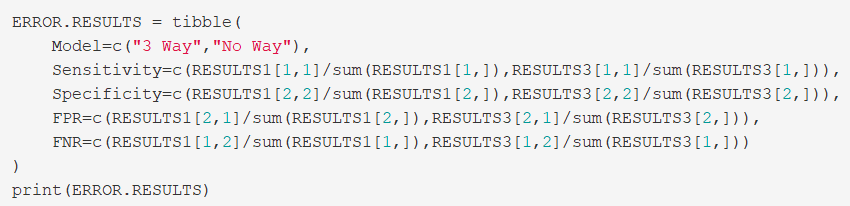 ERROR.RESULTS = tibble(
    Model=c("3 Way","No Way"),
    Sensitivity=c(RESULTS1[1,1]/sum(RESULTS1[1,]),RESULTS3[1,1]/sum(RESULTS3[1,])),
    Specificity=c(RESULTS1[2,2]/sum(RESULTS1[2,]),RESULTS3[2,2]/sum(RESULTS3[2,])),
    FPR=c(RESULTS1[2,1]/sum(RESULTS1[2,]),RESULTS3[2,1]/sum(RESULTS3[2,])),
    FNR=c(RESULTS1[1,2]/sum(RESULTS1[1,]),RESULTS3[1,2]/sum(RESULTS3[1,]))
)
print(ERROR.RESULTS)